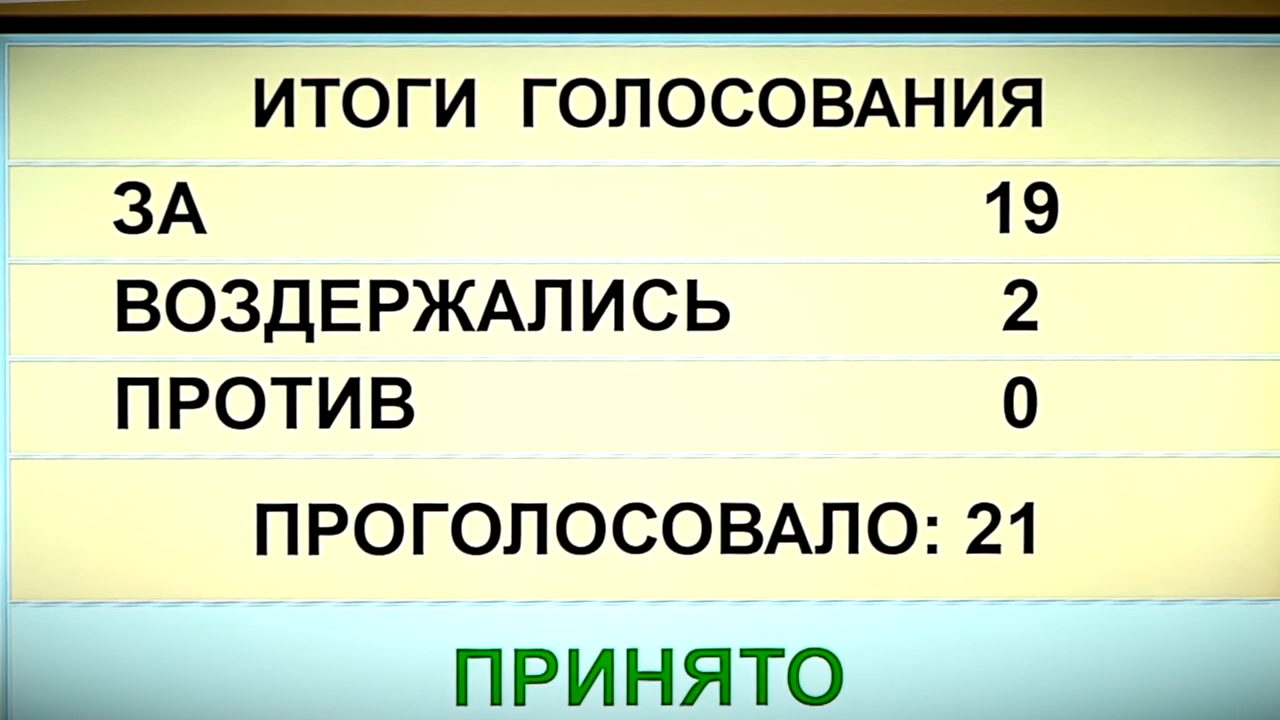 ИТОГИ ГОЛОСОВАНИЯ
ЗА 19
ВОЗДЕРЖАЛИСЬ 2
ПРОТИВ 0
ПРОГОЛОСОВАЛО: 21
ПРИНЯТО